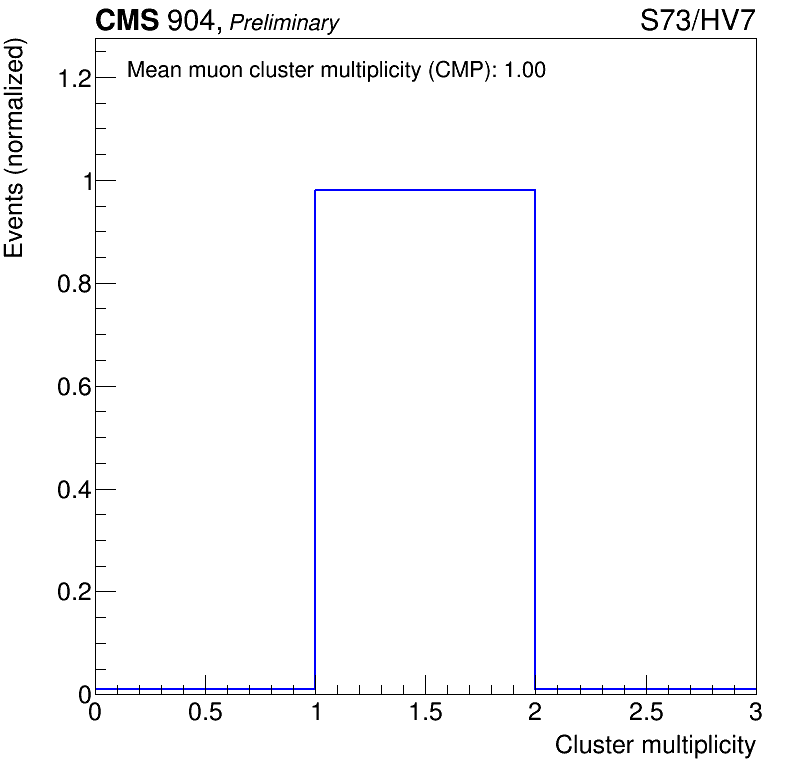 CMS 904, Preliminary
S73/HV7
Mean muon cluster multiplicity (CMP): 1.00
Events (normalized)
1.2
1
0.8
0.6
0.4
0.2
0
0 0.5 1 1.5 2 2.5 3
Cluster multiplicity